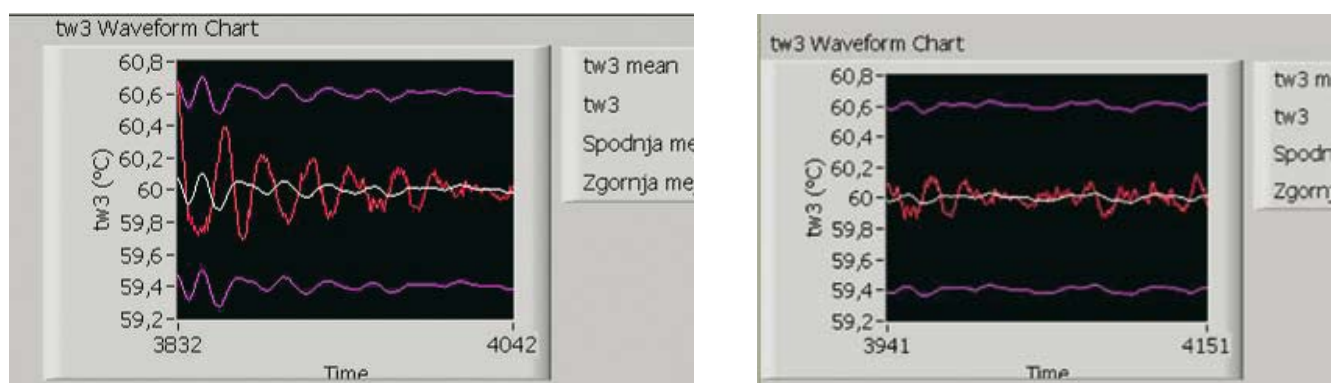 tw3 Waveform Chart
60,8
60,6
60,4
60,2
60
59,8
59,6
59,4
59,2
tw3 (°C)
3832
4042
Time
tw3 mean
tw3
Spodnja me
Zgornja me
tw3 Waveform Chart
60,8
60,6
60,4
60,2
60
59,8
59,6
59,4
59,2
tw3 (°C)
3941
4151
Time
tw3 m
tw3
Spodn
Zgorn